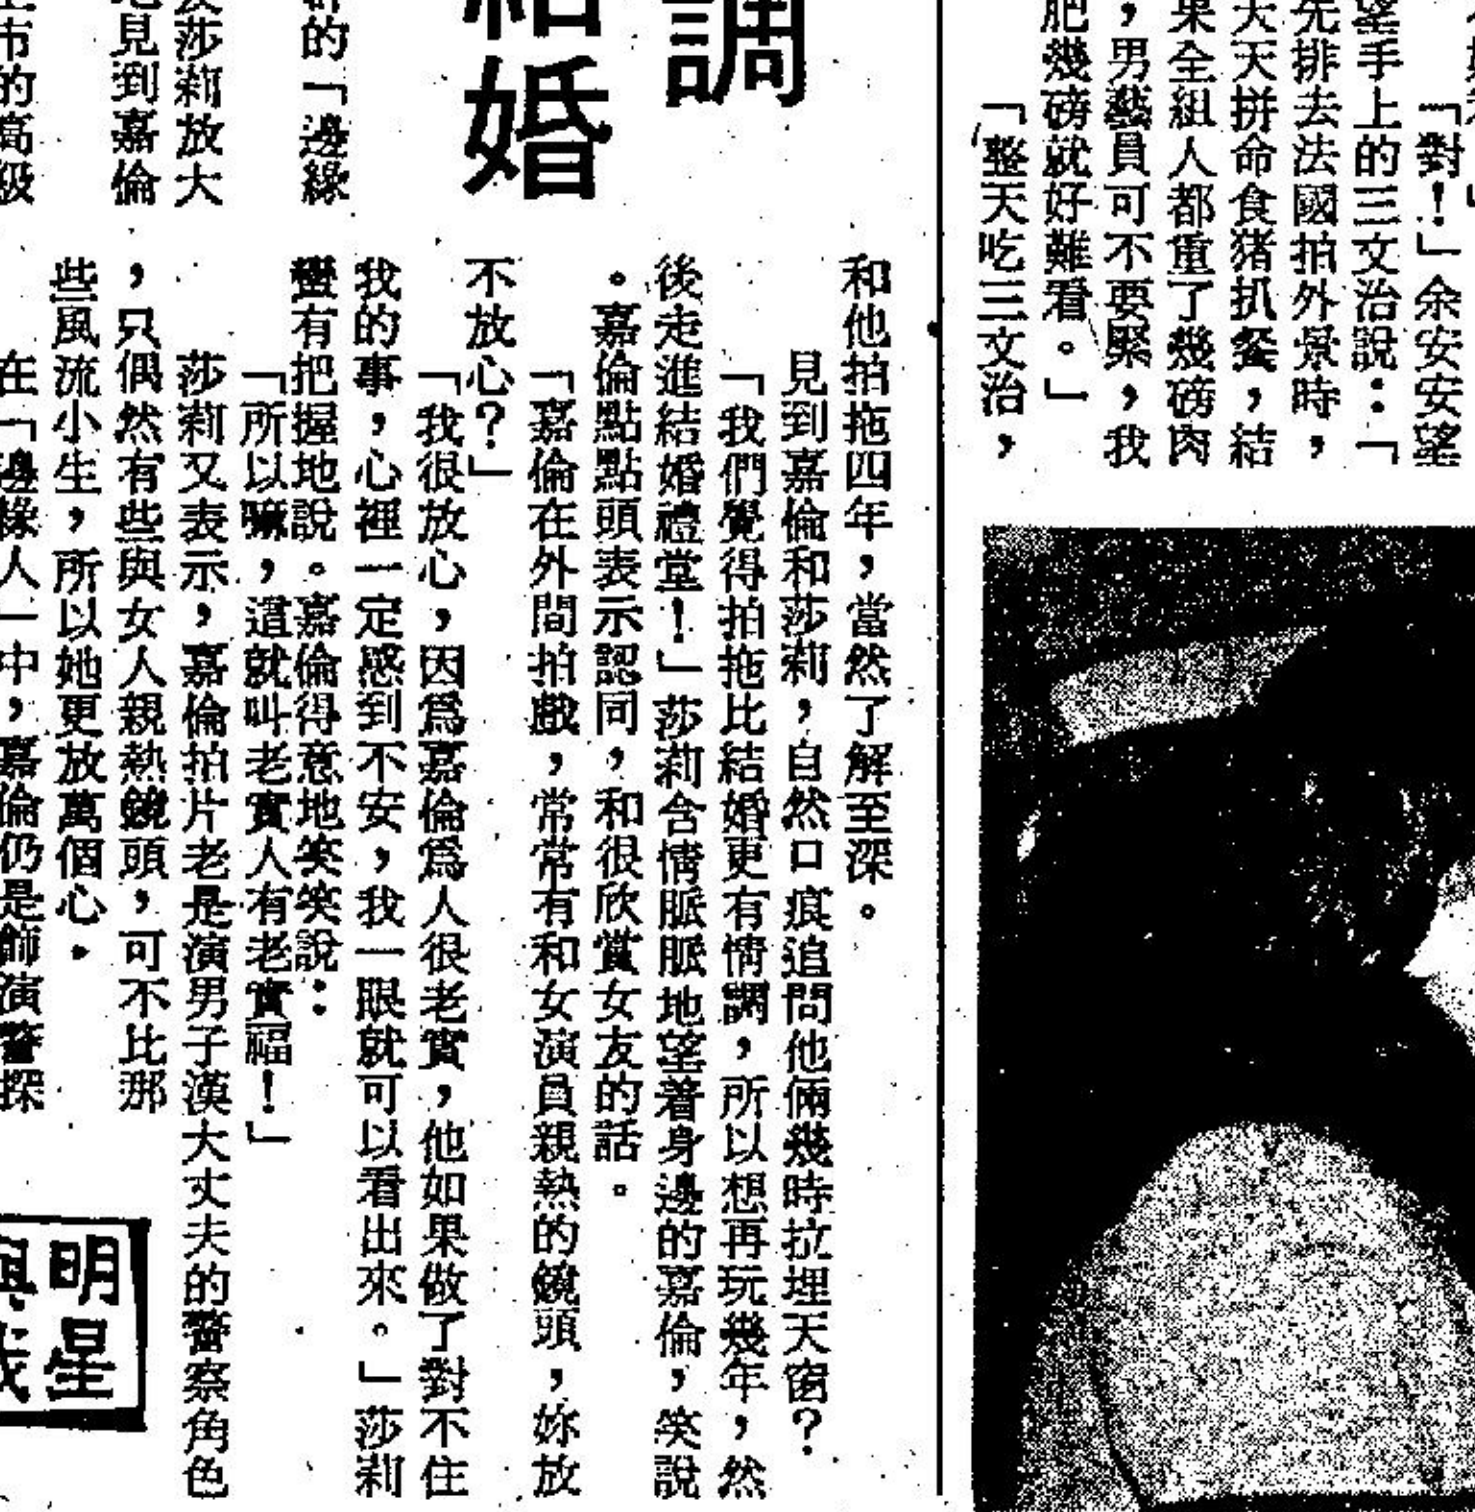 「對！」余安安望
望手上的三文治說：「
先排去法國拍外景時，
天天拼命食猪扒餐，結
果全組人都重了幾磅肉
，男藝員可不要緊，我
肥幾磅就好難看。」
「整天吃三文治，
調
結婚
群的「邊緣
莎莉放大
見到嘉倫
市的高級
和他拍拖四年，當然了解至深。
見到嘉倫和莎莉，自然口痕追問他倆幾時拉埋天窗？
「我們覺得拍拖比結婚更有情調，所以想再玩幾年，然
後走進結婚禮堂！」莎莉含情脈脈地望着身邊的嘉倫，笑說
。嘉倫點點頭表示認同，和很欣賞女友的話。
「嘉倫在外間拍戲，常常有和女演員親熱的鏡頭，妳放
不放心？」
「我很放心，因爲嘉倫爲人很老實，他如果做了對不住
我的事，心裡一定感到不安，我一眼就可以看出來。」莎莉
蠻有把握地說。嘉倫得意地笑笑說：
「所以嘛，這就叫老實人有老實福！」
莎莉又表示，嘉倫拍片老是演男子漢大丈夫的警察角色
，只偶然有些與女人親熱鏡頭，可不比那
些風流小生，所以她更放萬個心。
在「邊緣人」中，嘉倫仍是飾演警探
明星